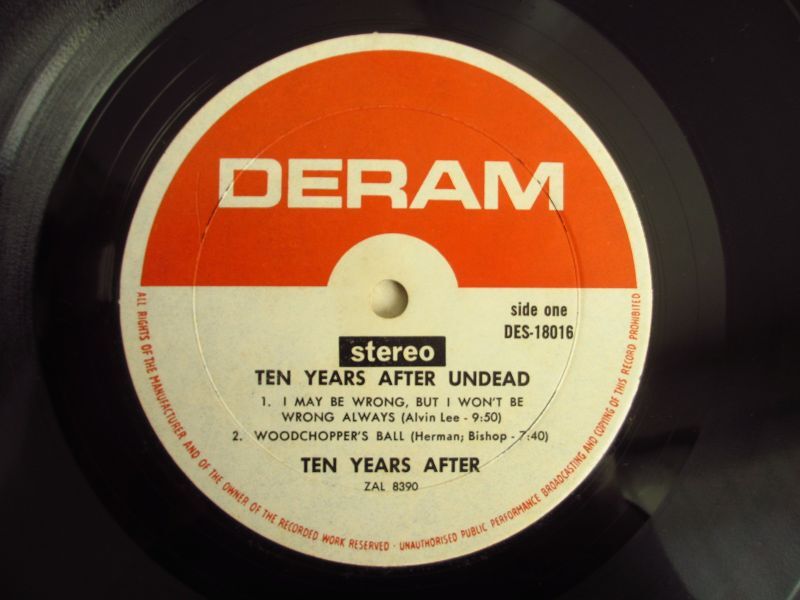 DERAM
side one
DES-18016
stereo
TEN YEARS AFTER UNDEAD
1. I MAY BE WRONG, BUT I WON'T BE
WRONG ALWAYS (Alvin Lee - 9:50)
2. WOODCHOPPER'S BALL (Herman; Bishop - 7:40)
TEN YEARS AFTER
ZAL 8390
ALL RIGHTS OF THE MANUFACTURER AND OF THE OWNER OF THE RECORDED WORK RESERVED · UNAUTHORISED PUBLIC PERFORMANCE BROADCASTING AND COPYING OF THIS RECORD PROHIBITED